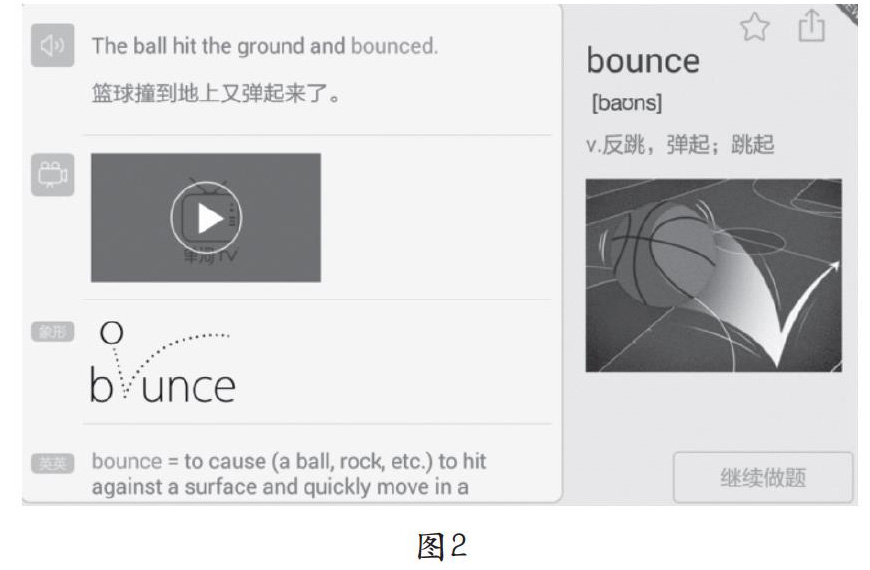 The ball hit the ground and bounced.
篮球撞到地上又弹起来了。
单词TV
象形
O
b unce
英英
bounce = to cause (a ball, rock, etc.) to hit
against a surface and quickly move in a
bounce
[baʊns]
v.反跳，弹起；跳起
继续做题
图2